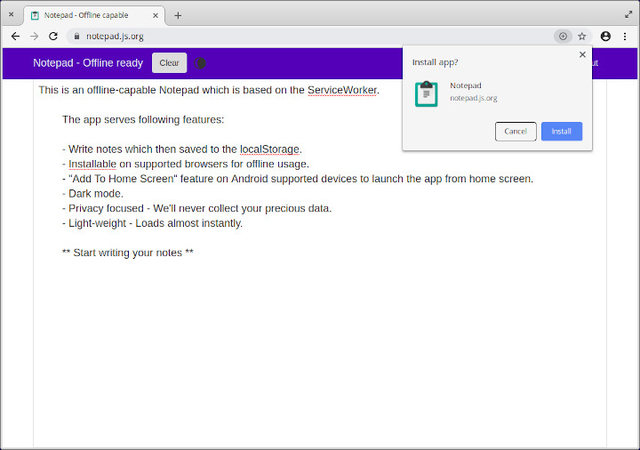 Notepad - Offline capable
notepad.js.org
Notepad - Offline ready
Clear
ut
Install app?
Notepad
notepad.js.org
Cancel
Install
This is an offline-capable Notepad which is based on the ServiceWorker.
The app serves following features:
- Write notes which then saved to the localStorage.
- Installable on supported browsers for offline usage.
- "Add To Home Screen" feature on Android supported devices to launch the app from home screen.
- Dark mode.
- Privacy focused - We'll never collect your precious data.
- Light-weight - Loads almost instantly.
** Start writing your notes **